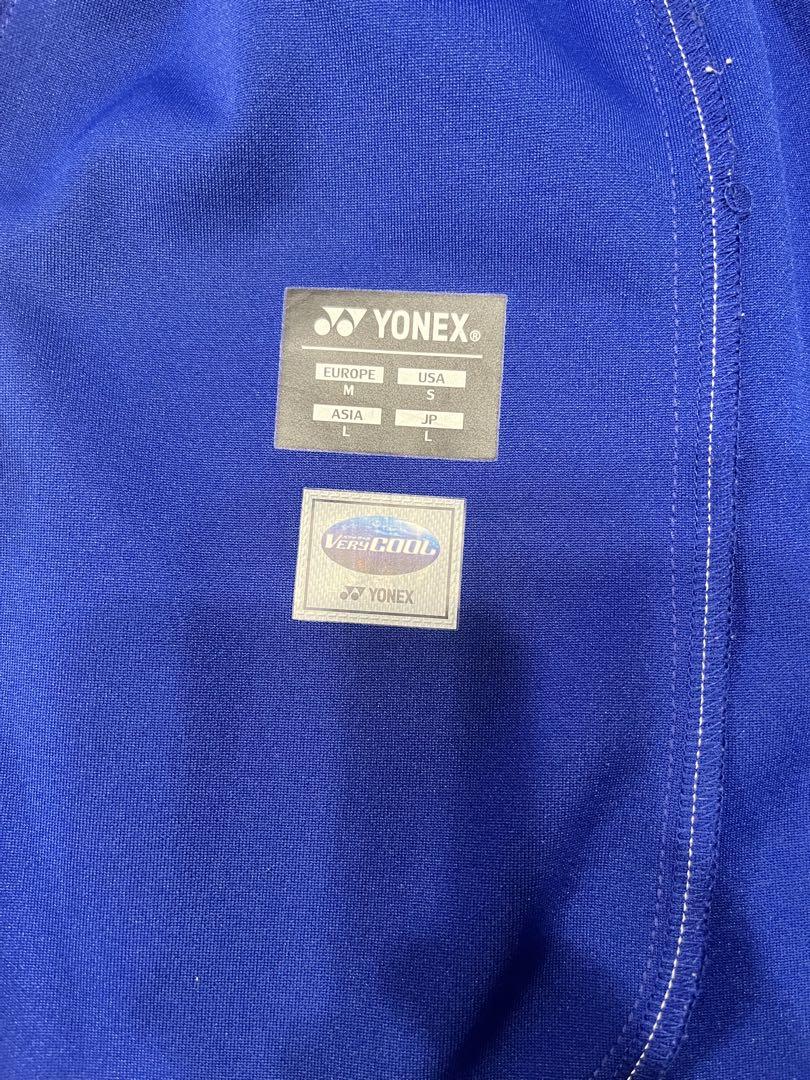 YONEX®
EUROPE USA
M S
ASIA JP
L L
VERYCOOL
YONEX